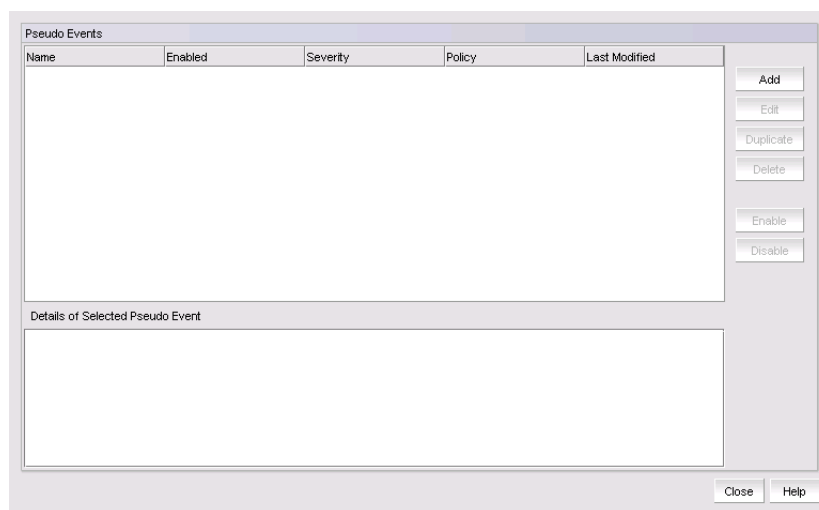 Pseudo Events
Name Enabled Severity Policy Last Modified
Add
Edit
Duplicate
Delete
Enable
Disable
Details of Selected Pseudo Event
Close Help